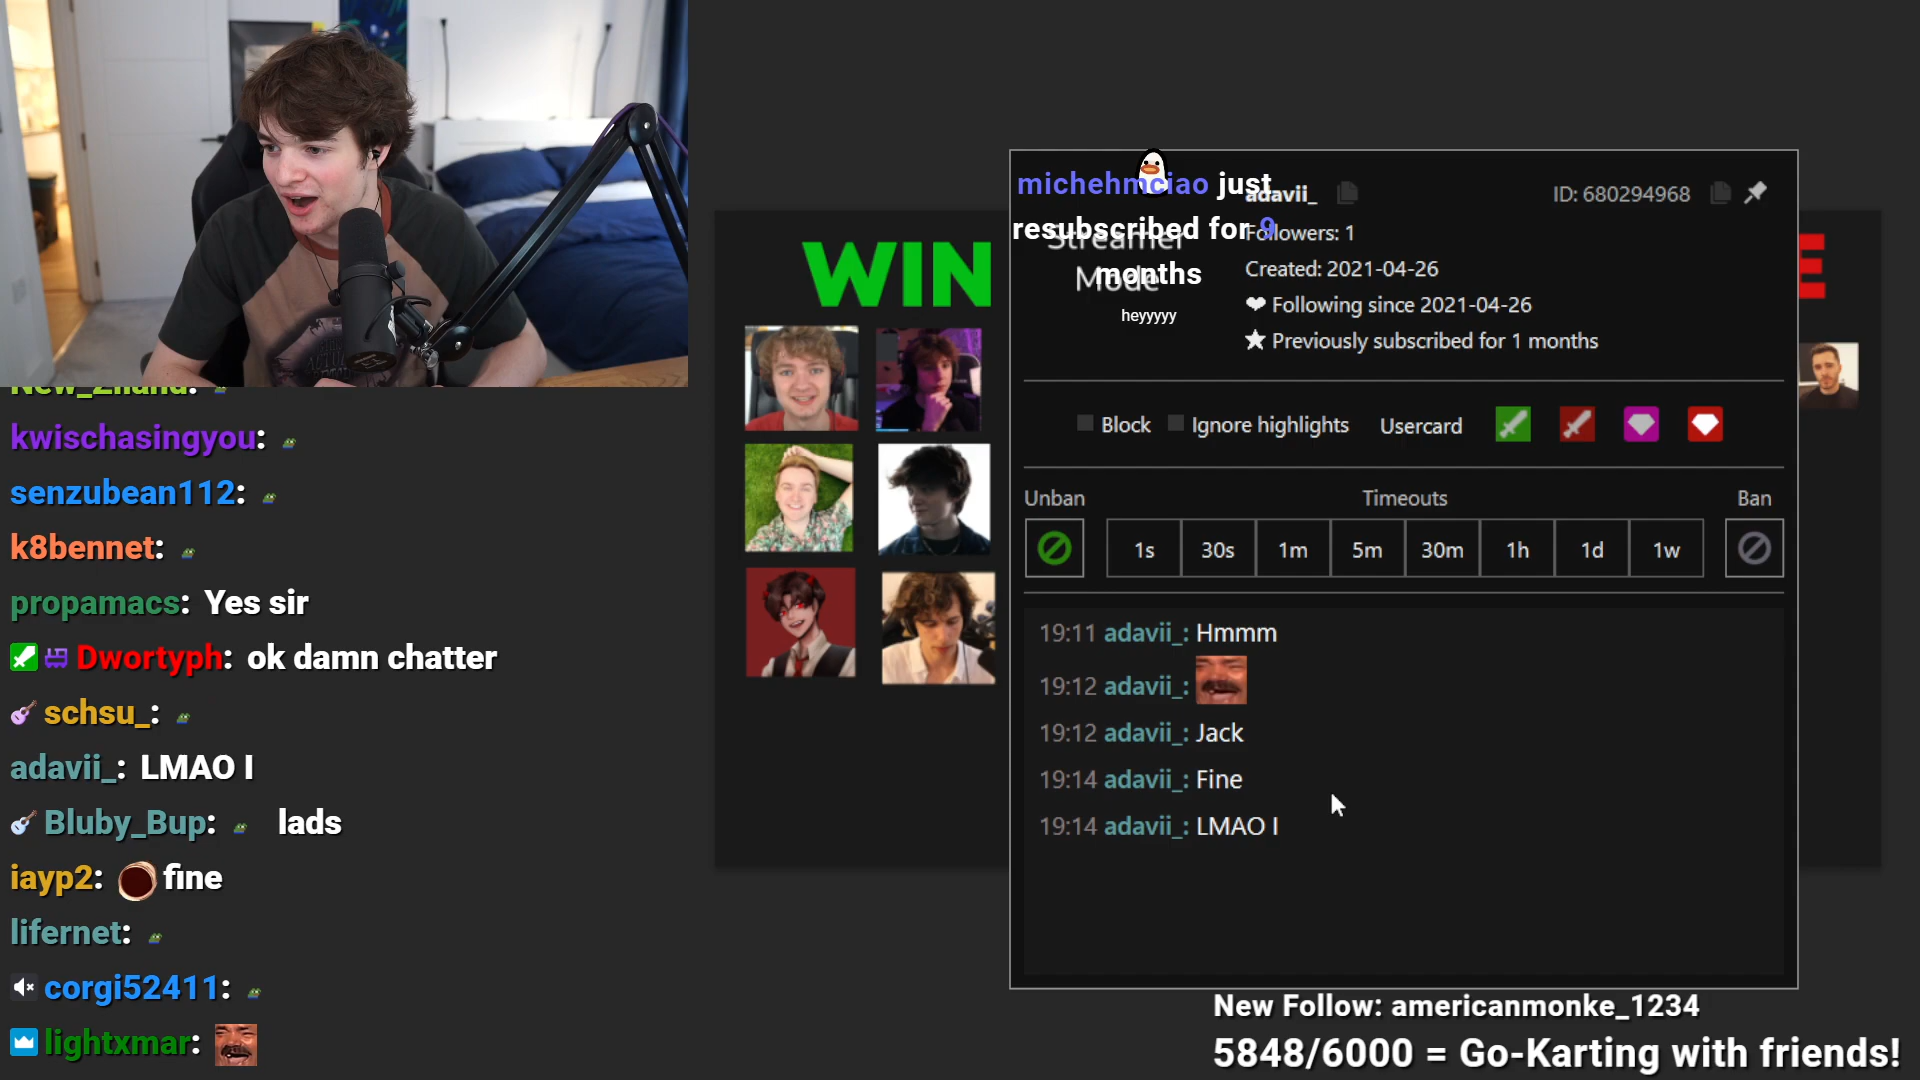 New_Zlland:
kwischasingyou:
senzubean112:
k8bennet:
propamacs: Yes sir
Dwortyph: ok damn chatter
schsu_:
adavii_: LMAO I
Bluby_Bup: lads
iayp2: fine
lifernet:
corgi52411:
lightxmar:
WIN
E
michehmciao just
resubscribed for 9
months
heyyyyy
Streamer
Mode
adavii_
ID: 680294968
Followers: 1
Created: 2021-04-26
Following since 2021-04-26
Previously subscribed for 1 months
Block Ignore highlights Usercard
Unban Timeouts Ban
1s 30s 1m 5m 30m 1h 1d 1w
19:11 adavii_: Hmmm
19:12 adavii_:
19:12 adavii_: Jack
19:14 adavii_: Fine
19:14 adavii_: LMAO I
New Follow: americanmonke_1234
5848/6000 = Go-Karting with friends!